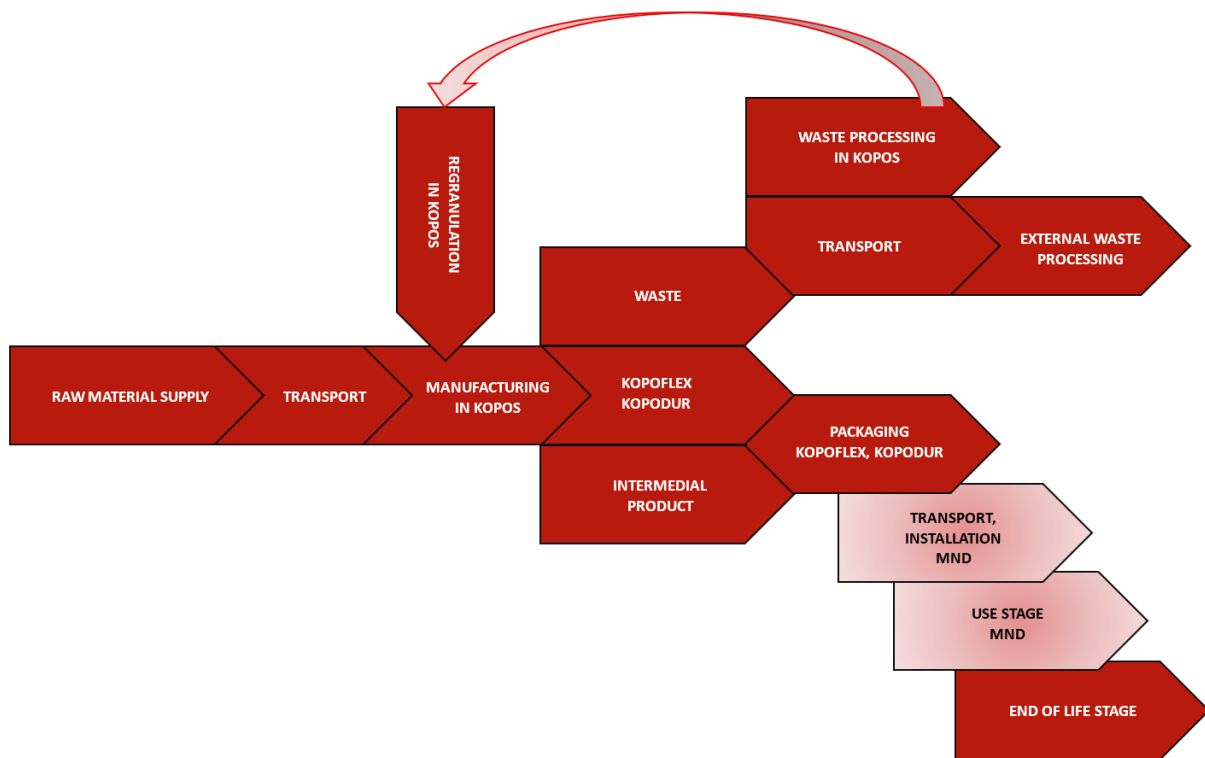 WASTE PROCESSING
IN KOPOS
REGRANULATION
IN KOPOS
TRANSPORT
EXTERNAL WASTE
PROCESSING
WASTE
RAW MATERIAL SUPPLY
TRANSPORT
MANUFACTURING
IN KOPOS
KOPOFLEX
KOPODUR
PACKAGING
KOPOFLEX, KOPODUR
INTERMEDIAL
PRODUCT
TRANSPORT,
INSTALLATION
MND
USE STAGE
MND
END OF LIFE STAGE